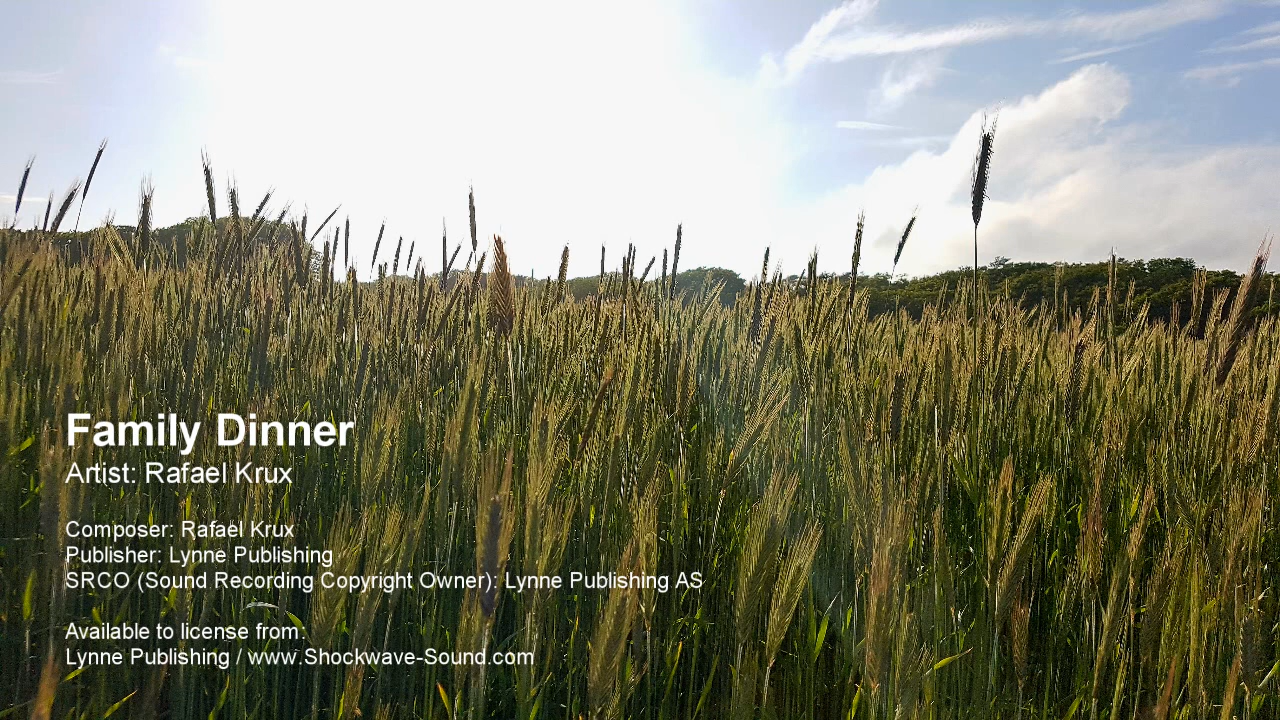 Family Dinner
Artist: Rafael Krux
Composer: Rafael Krux
Publisher: Lynne Publishing
SRCO (Sound Recording Copyright Owner): Lynne Publishing AS
Available to license from:
Lynne Publishing / www.Shockwave-Sound.com